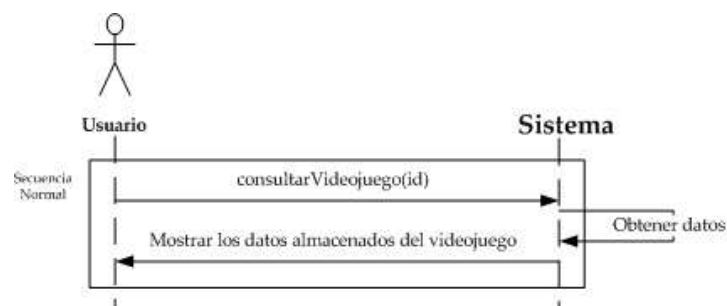 Usuario
Sistema
Secuencia
Normal
consultarVideojuego(id)
Obtener datos
Mostrar los datos almacenados del videojuego